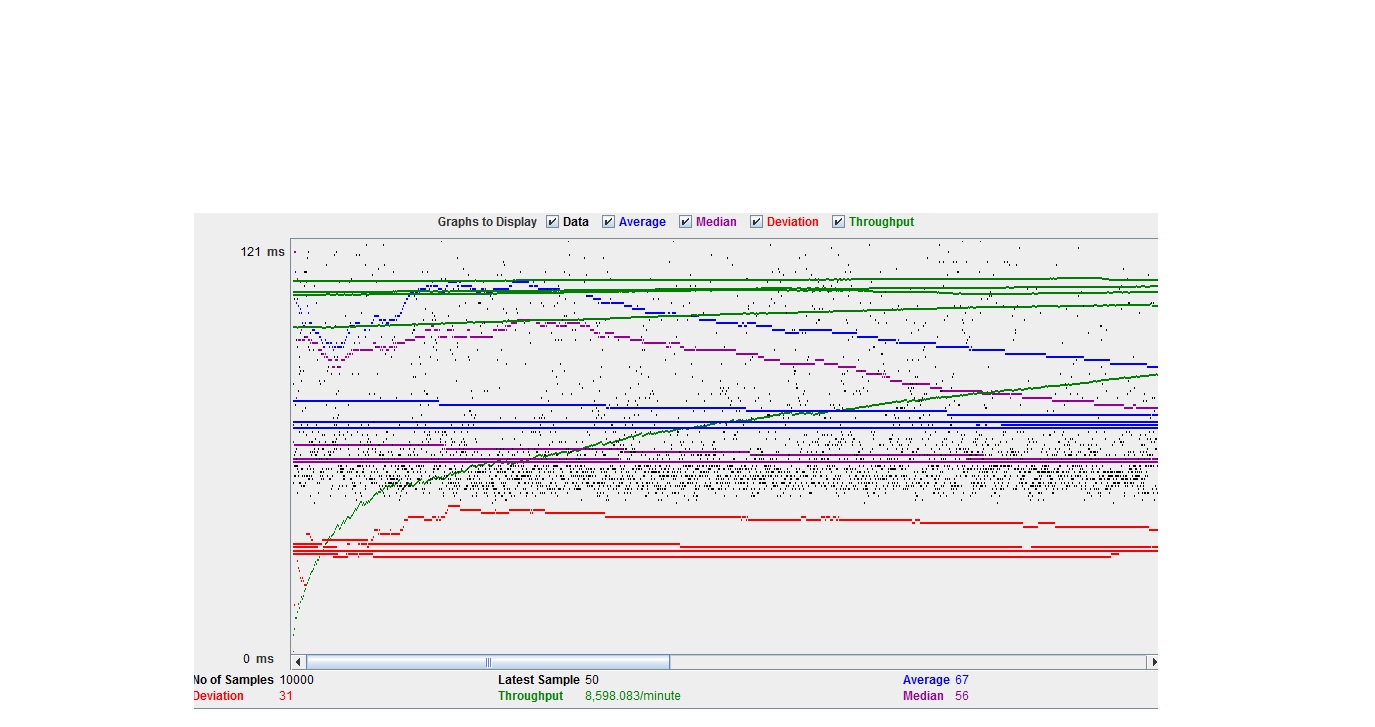 Graphs to Display Data Average Median Deviation Throughput
121 ms
0 ms
No of Samples 10000 Latest Sample 50 Average 67
Deviation 31 Throughput 8,598.083/minute Median 56